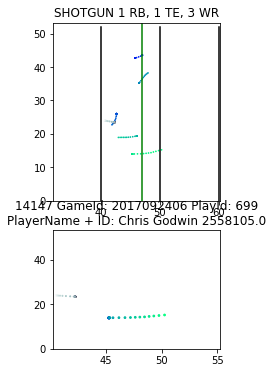 SHOTGUN 1 RB, 1 TE, 3 WR
50
40
30
20
10
0
40 50 60
14147 GameId: 2017092406 PlayId: 699
PlayerName + ID: Chris Godwin 2558105.0
40
20
0
45 50 55